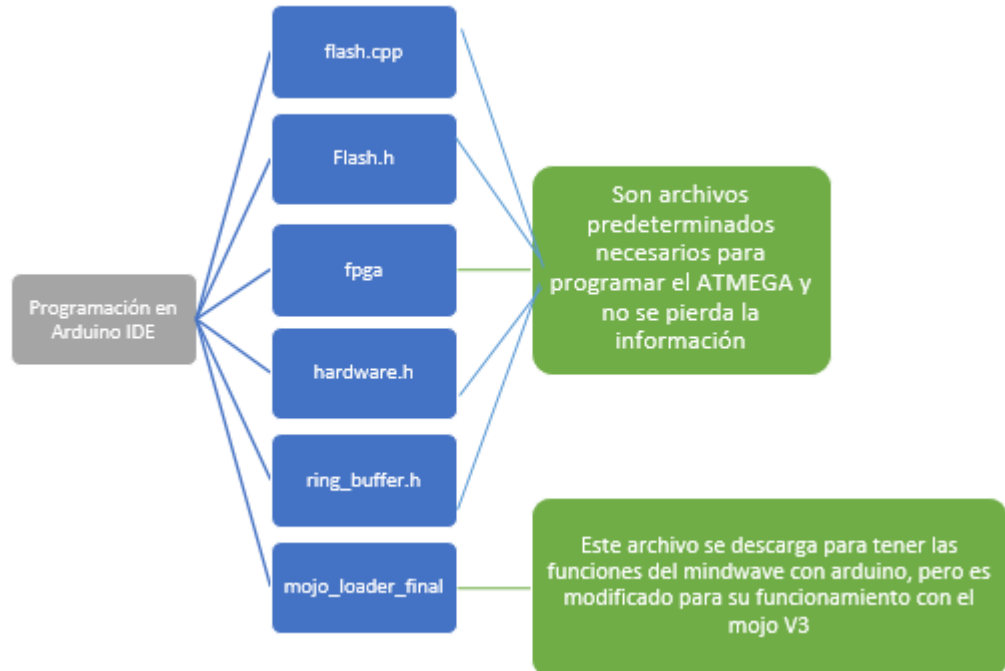 Programación en
Arduino IDE
flash.cpp
Flash.h
fpga
hardware.h
ring_buffer.h
mojo_loader_final
Son archivos
predeterminados
necesarios para
programar el ATMEGA y
no se pierda la
información
Este archivo se descarga para tener las
funciones del mindwave con arduino, pero es
modificado para su funcionamiento con el
mojo V3